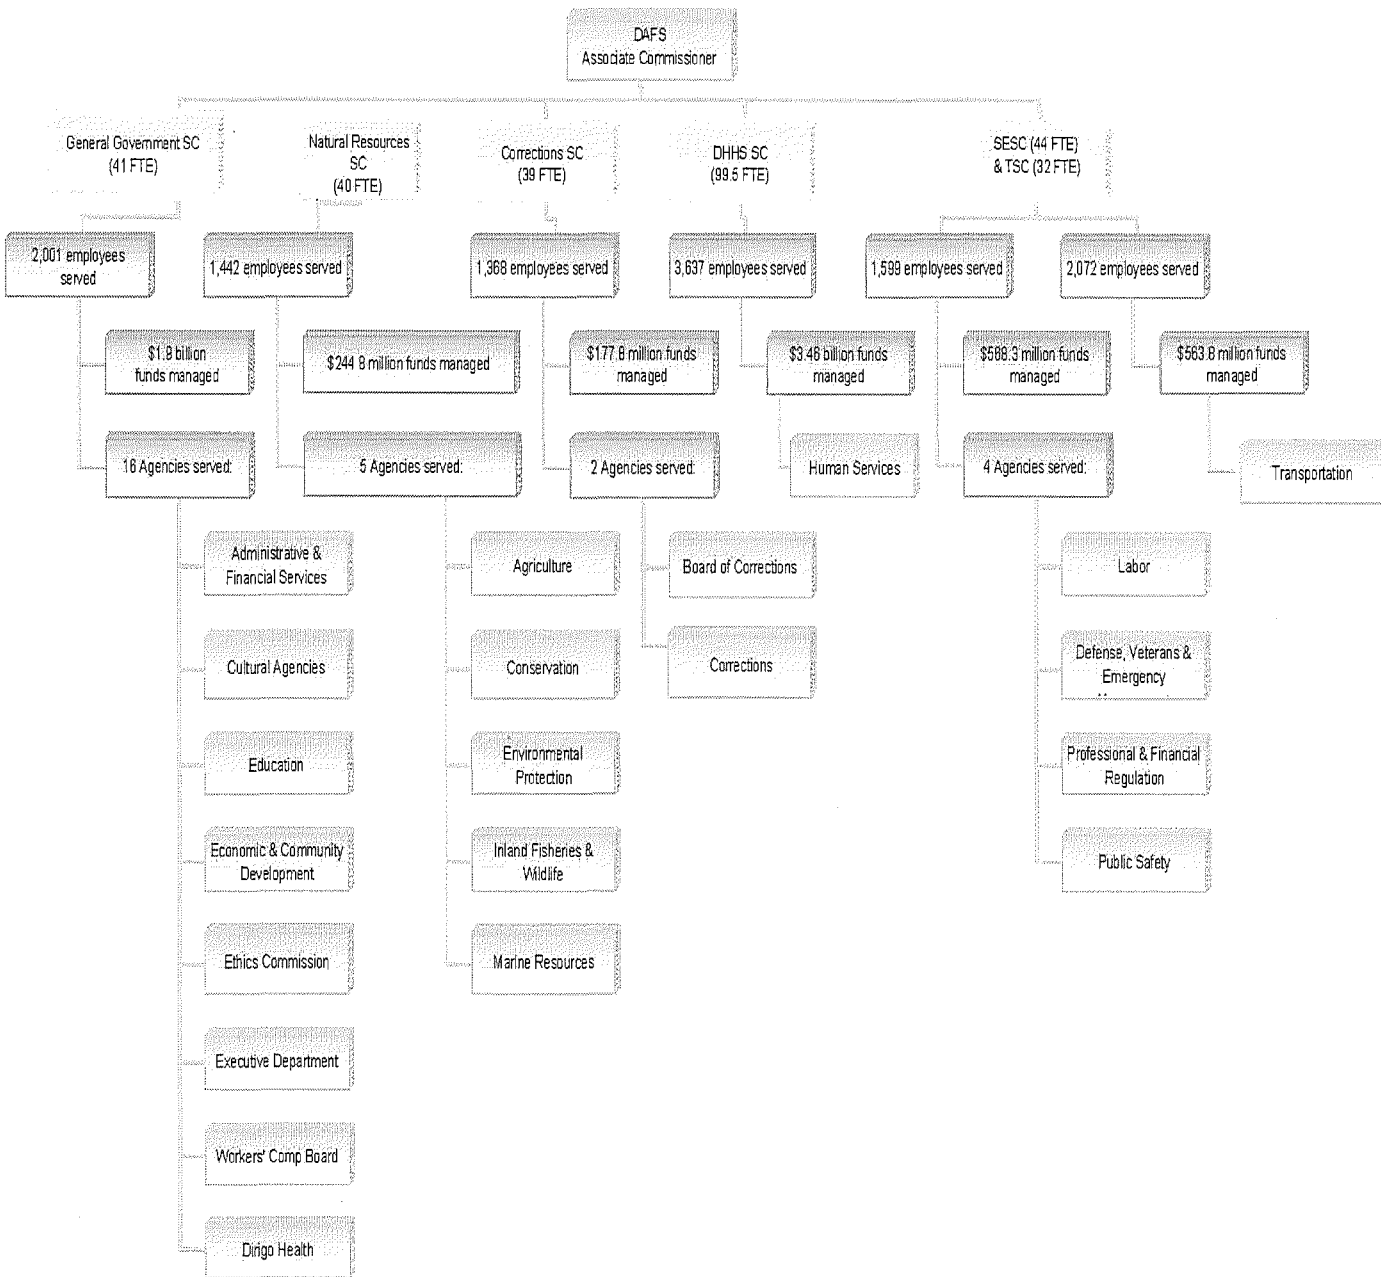 DAFS
Associate Commissioner
General Government SC
(41 FTE)
Natural Resources
SC
(40 FTE)
Corrections SC
(39 FTE)
DHHS SC
(99.5 FTE)
SESC (44 FTE)
& TSC (32 FTE)
2,001 employees
served
1,442 employees served
1,368 employees served
3,637 employees served
1,599 employees served
2,072 employees served
$1.8 billion
funds managed
$244.8 million funds managed
$177.8 million funds
managed
$3.46 billion funds
managed
$588.3 million funds
managed
$563.8 million funds
managed
16 Agencies served:
5 Agencies served:
2 Agencies served:
Human Services
4 Agencies served:
Transportation
Administrative &
Financial Services
Agriculture
Board of Corrections
Labor
Cultural Agencies
Conservation
Corrections
Defense, Veterans &
Emergency
Education
Environmental
Protection
Professional & Financial
Regulation
Economic & Community
Development
Inland Fisheries &
Wildlife
Public Safety
Ethics Commission
Marine Resources
Executive Department
Workers' Comp Board
Dirigo Health